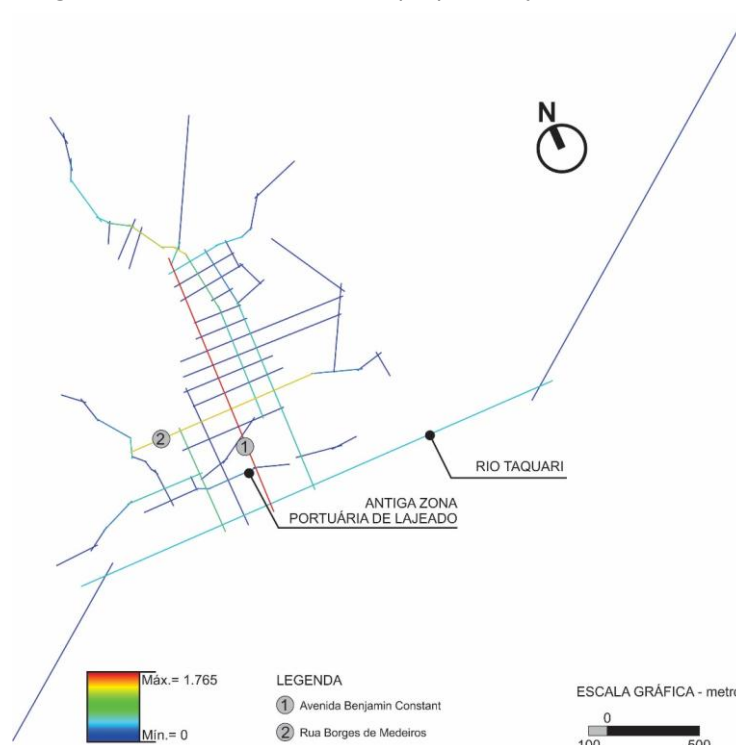 N
RIO TAQUARI
ANTIGA ZONA
PORTUÁRIA DE LAJEADO
2
1
Máx.= 1.765
Mín.= 0
LEGENDA
1 Avenida Benjamin Constant
2 Rua Borges de Medeiros
ESCALA GRÁFICA - metro
0
100 500